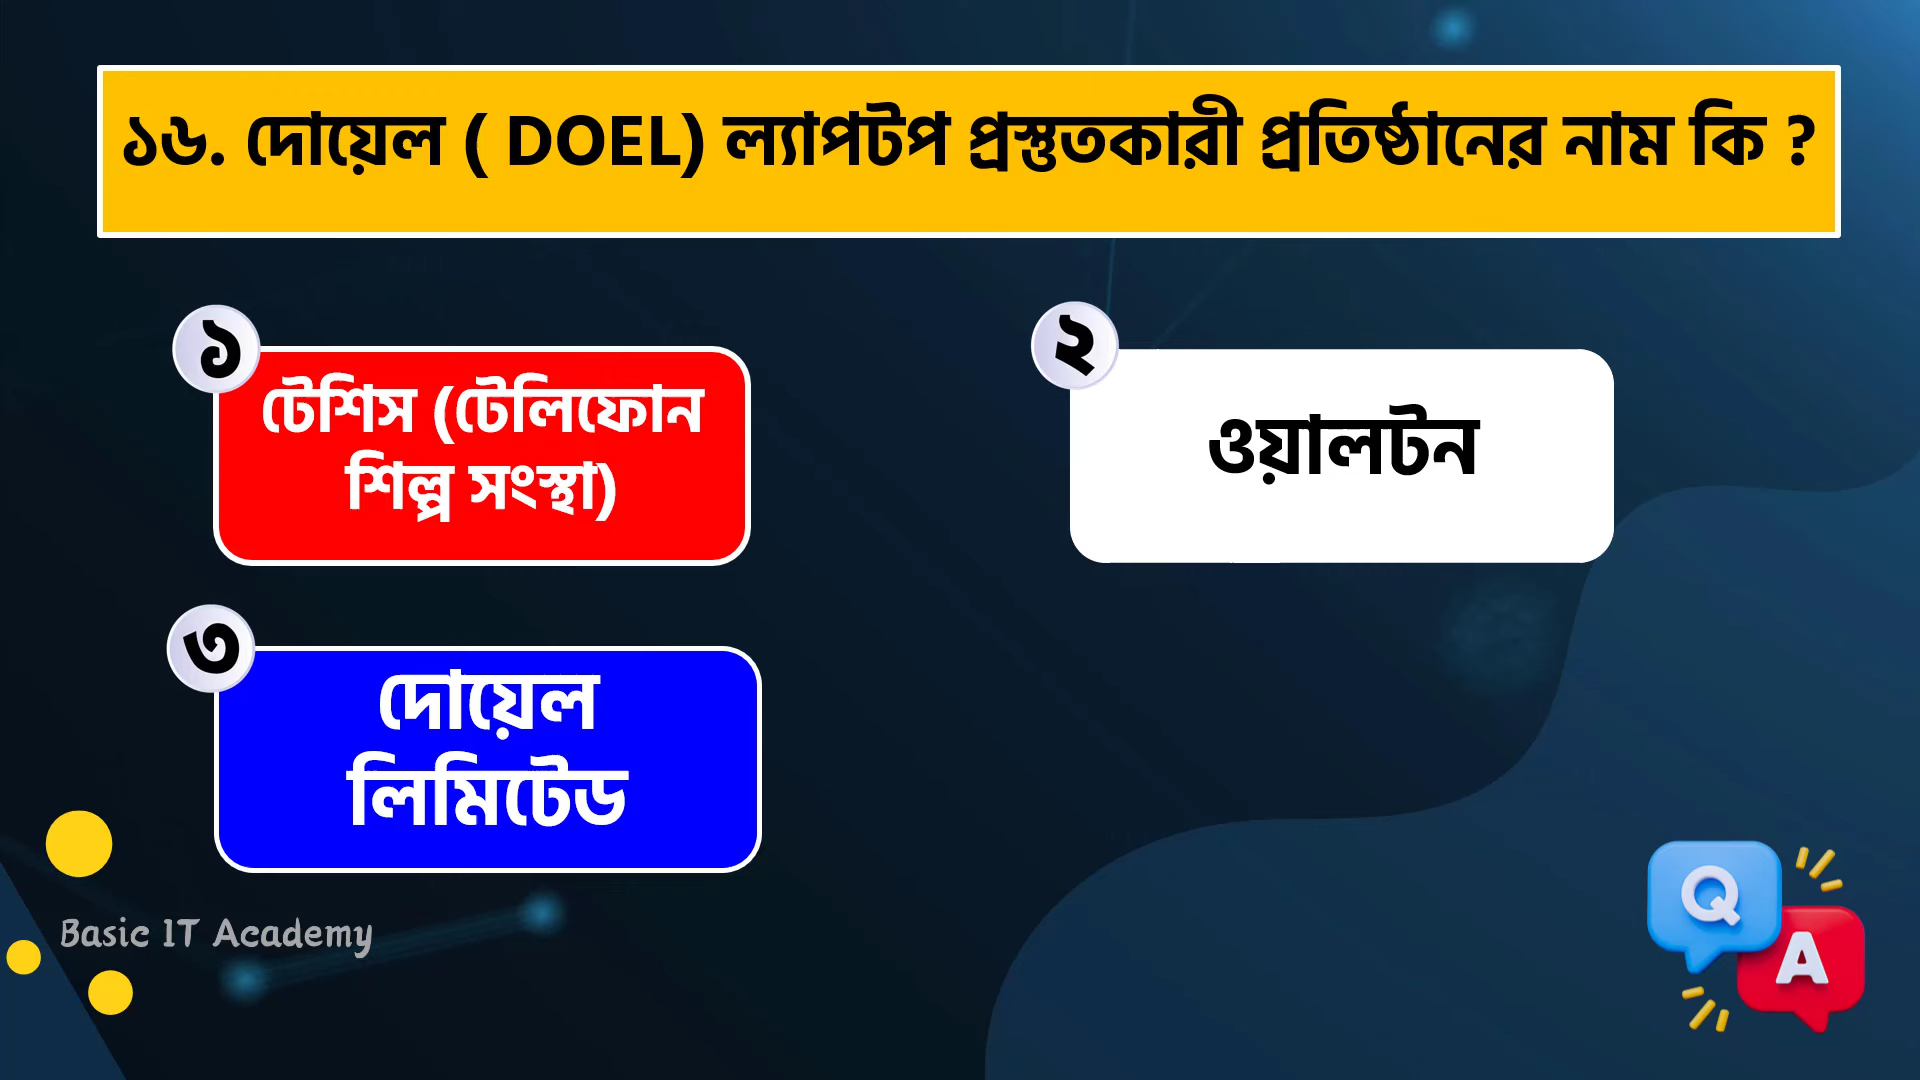 ১৬. দোয়েল ( DOEL) ল্যাপটপ প্রস্তুতকারী প্রতিষ্ঠানের নাম কি ?
১
টেশিস (টেলিফোন
শিল্প সংস্থা)
২
ওয়ালটন
৩
দোয়েল
লিমিটেড
Basic IT Academy
Q
A